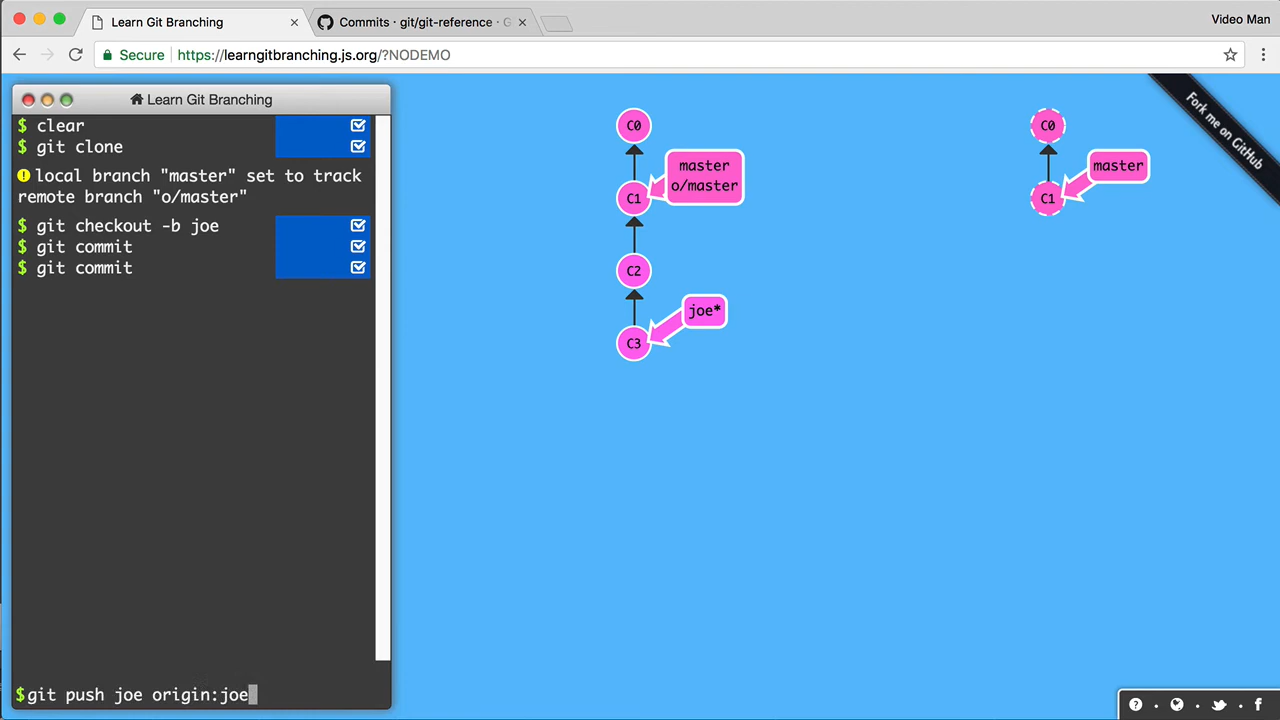 Learn Git Branching
Commits · git/git-reference · G
Video Man
Secure
https://learngitbranching.js.org/?NODEMO
Learn Git Branching
$ clear
$ git clone
local branch "master" set to track
remote branch "o/master"
$ git checkout -b joe
$ git commit
$ git commit
$git push joe origin:joe
C0
master
o/master
C1
C2
joe*
C3
C0
master
C1
Fork me on GitHub